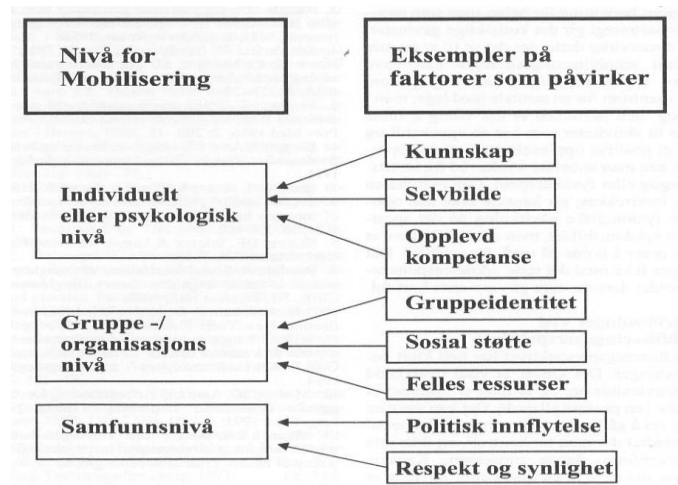 Nivå for
Mobilisering
Eksempler på
faktorer som påvirker
Individuelt
eller psykologisk
nivå
Kunnskap
Selvbilde
Opplevd
kompetanse
Gruppe -/
organisasjons
nivå
Gruppeidentitet
Sosial støtte
Felles ressurser
Samfunnsnivå
Politisk innflytelse
Respekt og synlighet